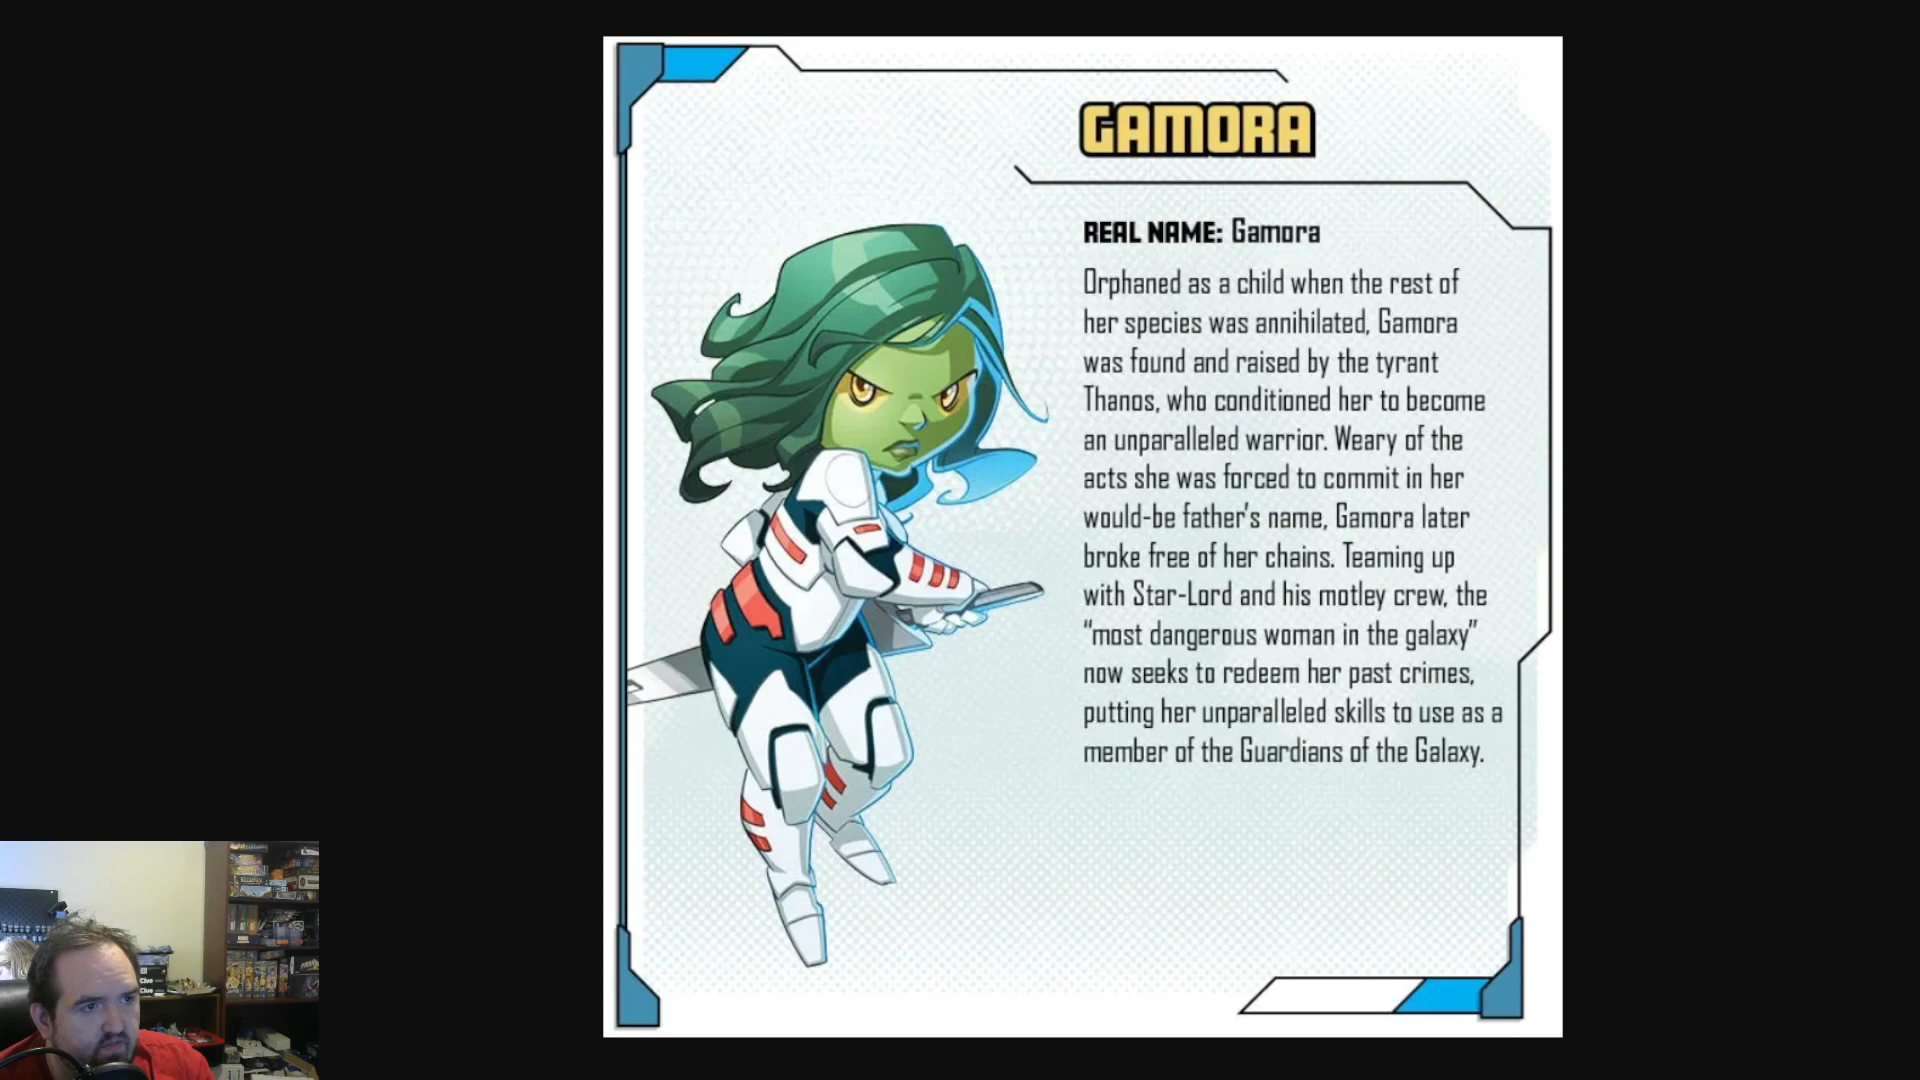 GAMORA
REAL NAME: Gamora
Orphaned as a child when the rest of
her species was annihilated, Gamora
was found and raised by the tyrant
Thanos, who conditioned her to become
an unparalleled warrior. Weary of the
acts she was forced to commit in her
would-be father's name, Gamora later
broke free of her chains. Teaming up
with Star-Lord and his motley crew, the
“most dangerous woman in the galaxy”
now seeks to redeem her past crimes,
putting her unparalleled skills to use as a
member of the Guardians of the Galaxy.
Clue
Clue